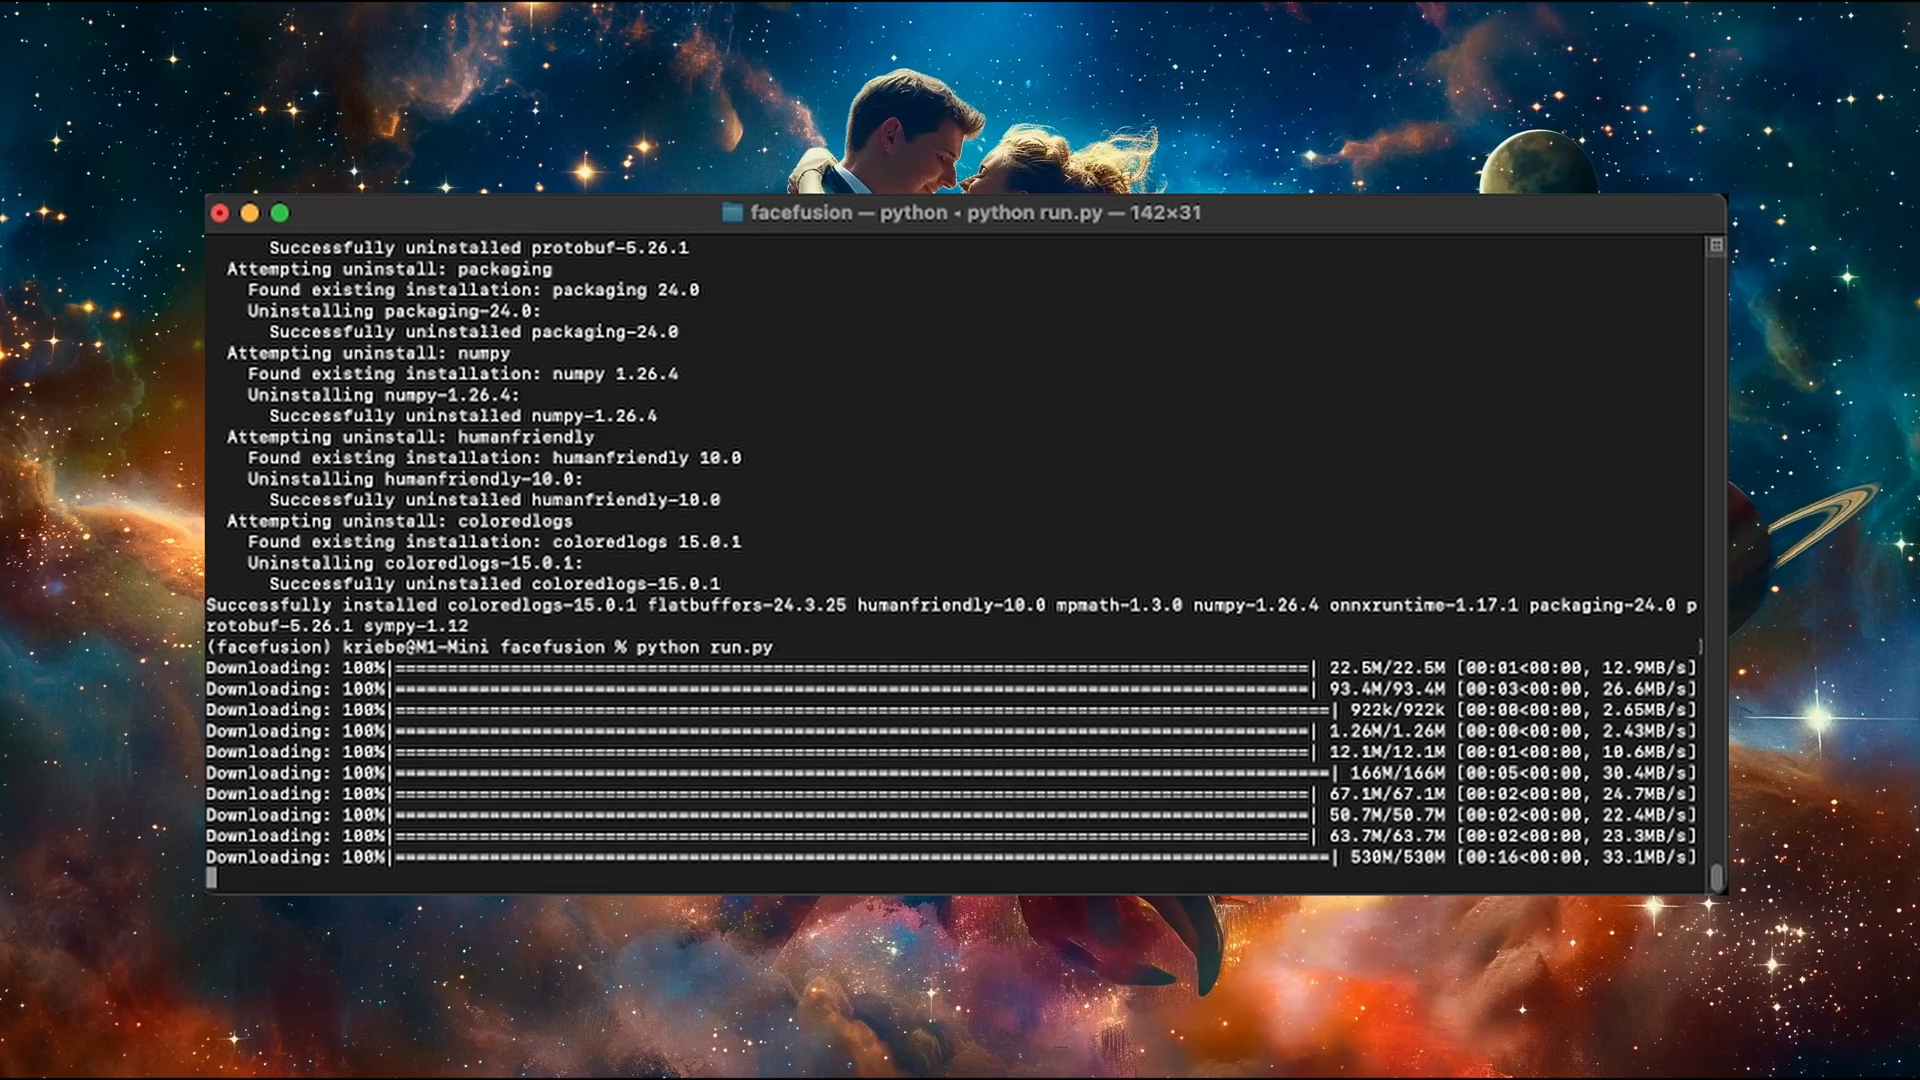 facefusion — python ◂ python run.py — 142×31
Successfully uninstalled protobuf-5.26.1
Attempting uninstall: packaging
Found existing installation: packaging 24.0
Uninstalling packaging-24.0:
Successfully uninstalled packaging-24.0
Attempting uninstall: numpy
Found existing installation: numpy 1.26.4
Uninstalling numpy-1.26.4:
Successfully uninstalled numpy-1.26.4
Attempting uninstall: humanfriendly
Found existing installation: humanfriendly 10.0
Uninstalling humanfriendly-10.0:
Successfully uninstalled humanfriendly-10.0
Attempting uninstall: coloredlogs
Found existing installation: coloredlogs 15.0.1
Uninstalling coloredlogs-15.0.1:
Successfully uninstalled coloredlogs-15.0.1
Successfully installed coloredlogs-15.0.1 flatbuffers-24.3.25 humanfriendly-10.0 mpmath-1.3.0 numpy-1.26.4 onnxruntime-1.17.1 packaging-24.0 p
rotobuf-5.26.1 sympy-1.12
(facefusion) kriebe@M1-Mini facefusion % python run.py
Downloading: 100%|=======================================================================================| 22.5M/22.5M [00:01<00:00, 12.9MB/s]
Downloading: 100%|=======================================================================================| 93.4M/93.4M [00:03<00:00, 26.6MB/s]
Downloading: 100%|=========================================================================================| 922k/922k [00:00<00:00, 2.65MB/s]
Downloading: 100%|=======================================================================================| 1.26M/1.26M [00:00<00:00, 2.43MB/s]
Downloading: 100%|=======================================================================================| 12.1M/12.1M [00:01<00:00, 10.6MB/s]
Downloading: 100%|=========================================================================================| 166M/166M [00:05<00:00, 30.4MB/s]
Downloading: 100%|=======================================================================================| 67.1M/67.1M [00:02<00:00, 24.7MB/s]
Downloading: 100%|=======================================================================================| 50.7M/50.7M [00:02<00:00, 22.4MB/s]
Downloading: 100%|=======================================================================================| 63.7M/63.7M [00:02<00:00, 23.3MB/s]
Downloading: 100%|=========================================================================================| 530M/530M [00:16<00:00, 33.1MB/s]